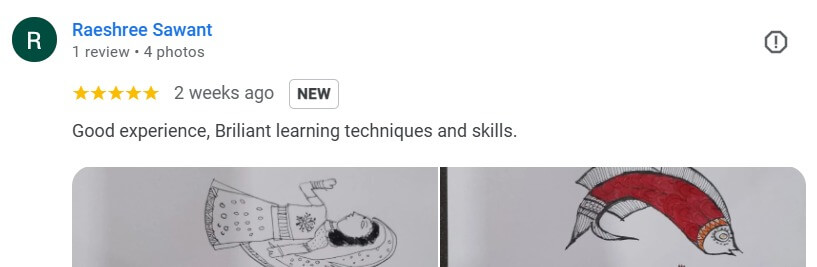 R
Raeshree Sawant
1 review • 4 photos
★★★★★ 2 weeks ago NEW
Good experience, Briliant learning techniques and skills.